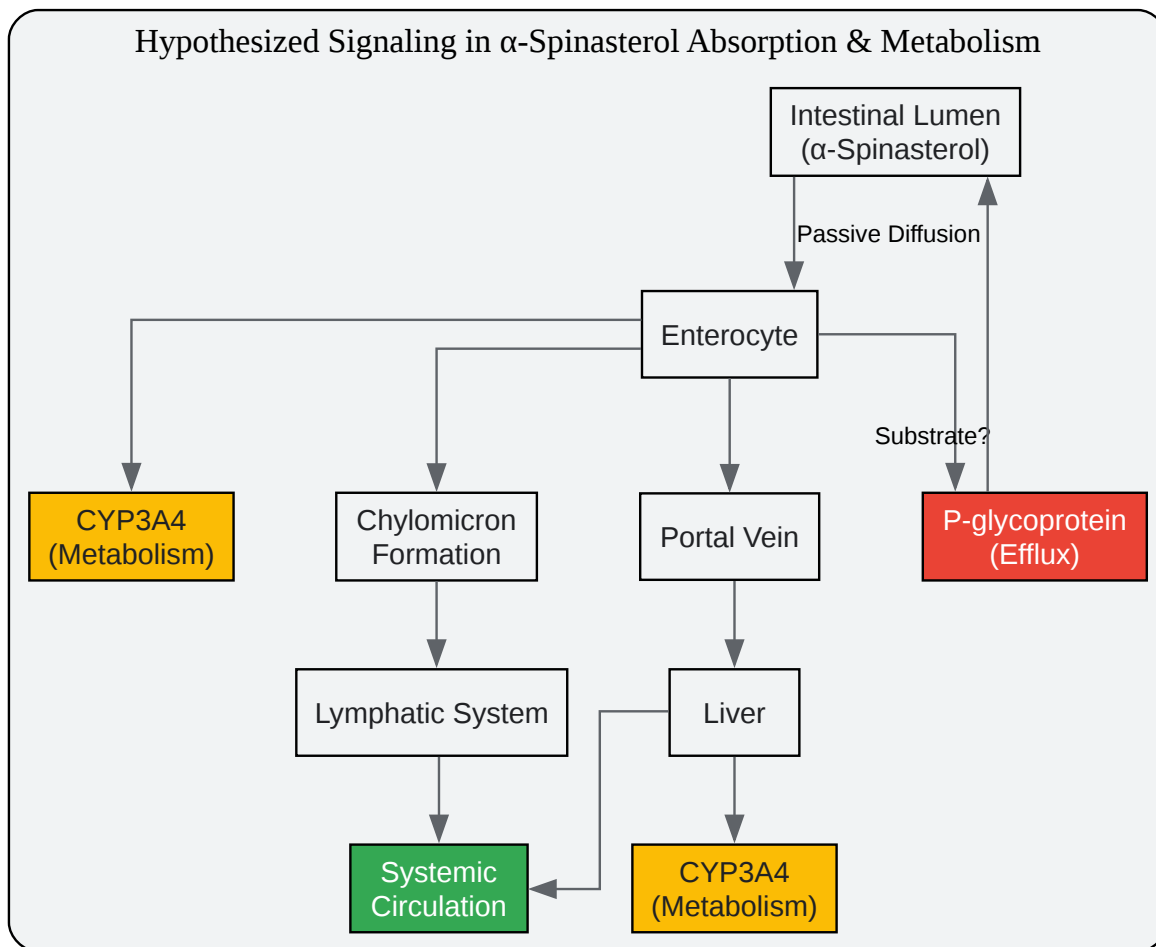 Hypothesized Signaling in α-Spinasterol Absorption & Metabolism
Intestinal Lumen
(α-Spinasterol)
Passive Diffusion
Enterocyte
Substrate?
CYP3A4
(Metabolism)
Chylomicron
Formation
Portal Vein
P-glycoprotein
(Efflux)
Lymphatic System
Liver
Systemic
Circulation
CYP3A4
(Metabolism)